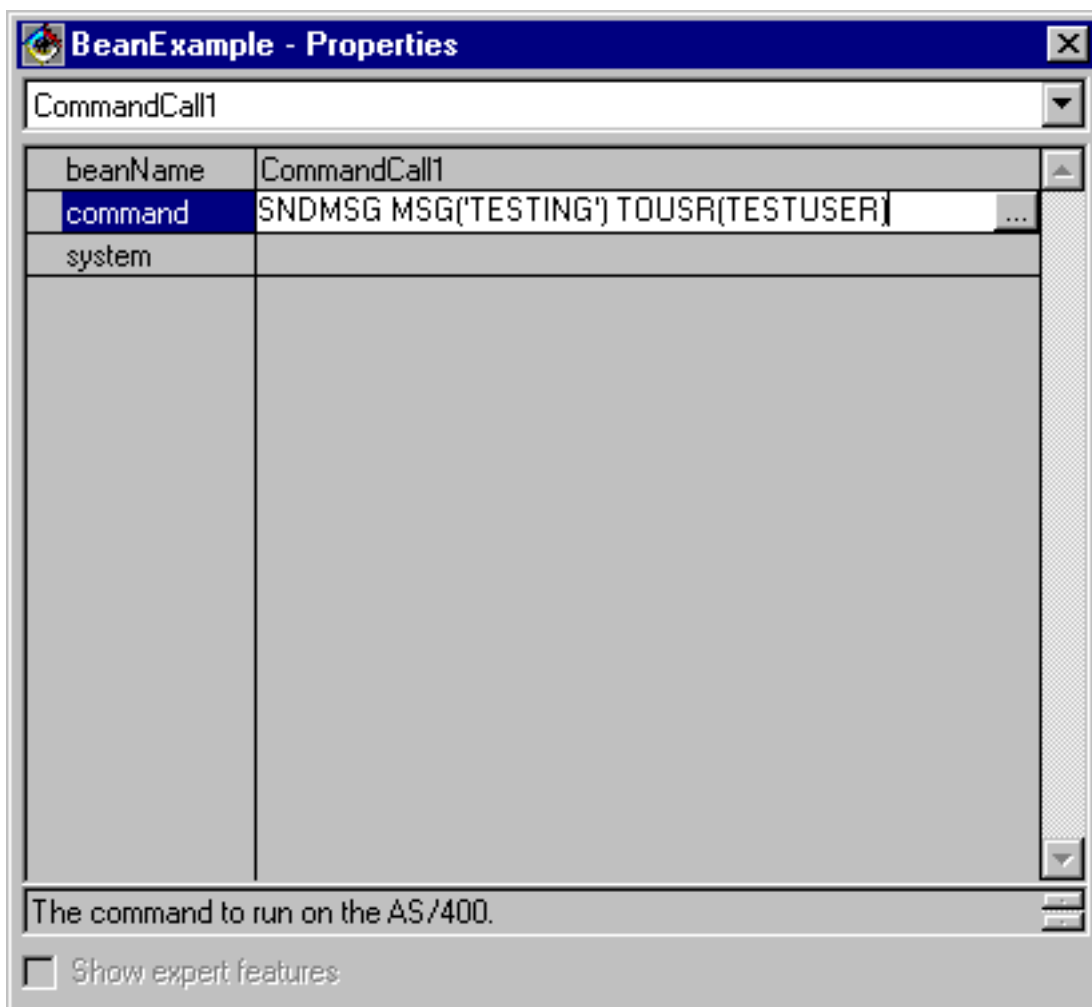 BeanExample - Properties
CommandCall1
beanName CommandCall1
command SNDMSG MSG('TESTING') TOUSR(TESTUSER) ...
system
The command to run on the AS/400.
Show expert features